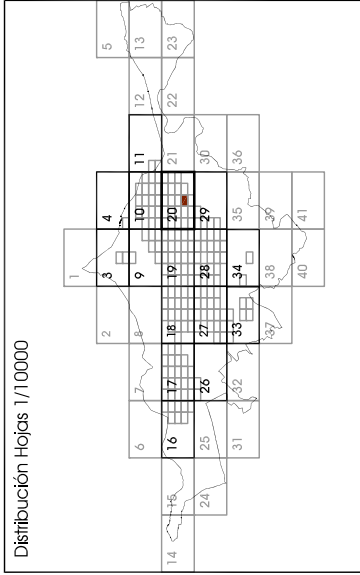 Distribución Hojas 1/10000
1
2 3 4 5
6 7 8 9 10 11 12 13
14 15 16 17 18 19 20 21 22 23
24 25 26 27 28 29 30
31 32 33 34 35 36
37 38 39
40 41